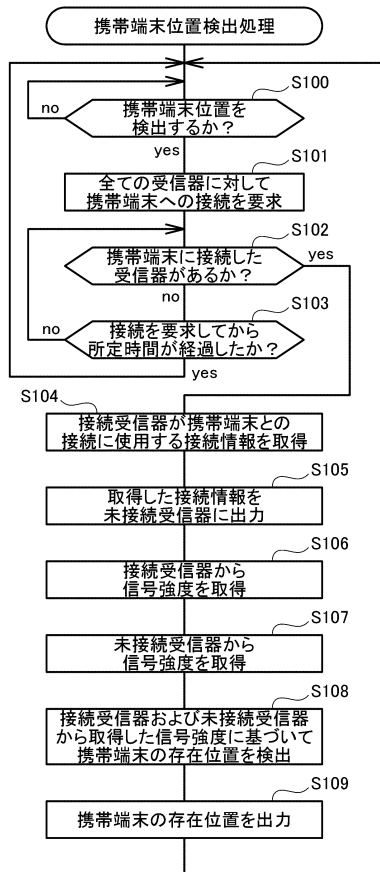 携帯端末位置検出処理
S100
携帯端末位置を
検出するか？
no
yes
S101
全ての受信器に対して
携帯端末への接続を要求
S102
携帯端末に接続した
受信器があるか？
yes
no
S103
接続を要求してから
所定時間が経過したか？
no
yes
S104
接続受信器が携帯端末との
接続に使用する接続情報を取得
S105
取得した接続情報を
未接続受信器に出力
S106
接続受信器から
信号強度を取得
S107
未接続受信器から
信号強度を取得
S108
接続受信器および未接続受信器
から取得した信号強度に基づいて
携帯端末の存在位置を検出
S109
携帯端末の存在位置を出力